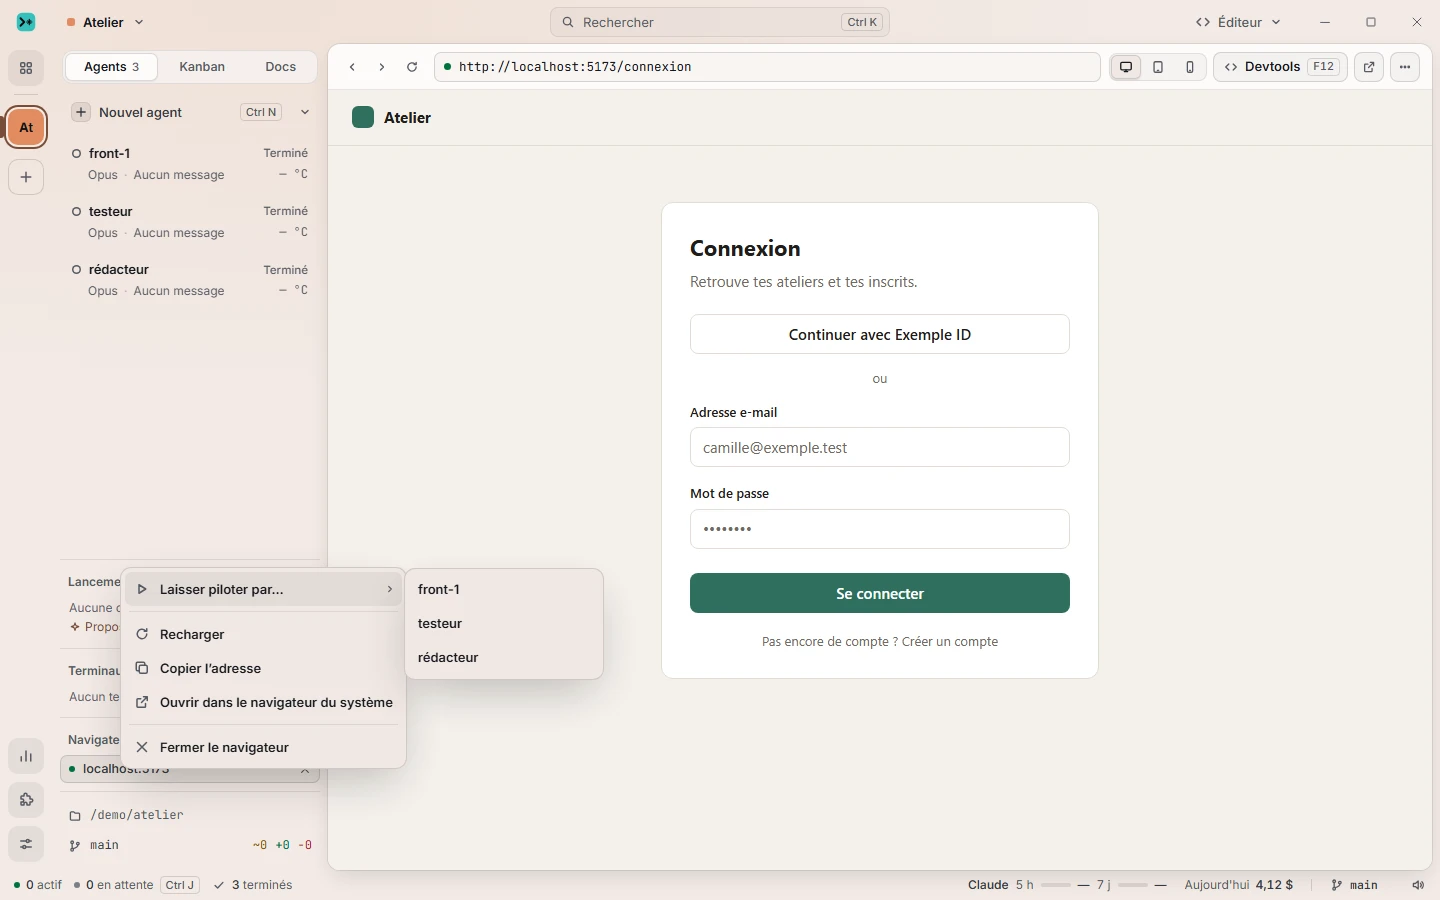 Atelier
Rechercher
Ctrl K
Éditeur
Agents 3
Kanban
Docs
http://localhost:5173/connexion
Devtools F12
At
Nouvel agent
Ctrl N
Atelier
front-1
Terminé
Opus · Aucun message
— °C
testeur
Terminé
Opus · Aucun message
— °C
rédacteur
Terminé
Opus · Aucun message
— °C
Connexion
Retrouve tes ateliers et tes inscrits.
Continuer avec Exemple ID
ou
Adresse e-mail
camille@exemple.test
Mot de passe
••••••••
Se connecter
Pas encore de compte ? Créer un compte
Laisser piloter par...
front-1
testeur
rédacteur
Recharger
Copier l'adresse
Ouvrir dans le navigateur du système
Fermer le navigateur
localhost:5173
/demo/atelier
main
~0 +0 -0
0 actif
0 en attente
Ctrl J
3 terminés
Claude 5 h — 7 j —
Aujourd'hui 4,12 $
main